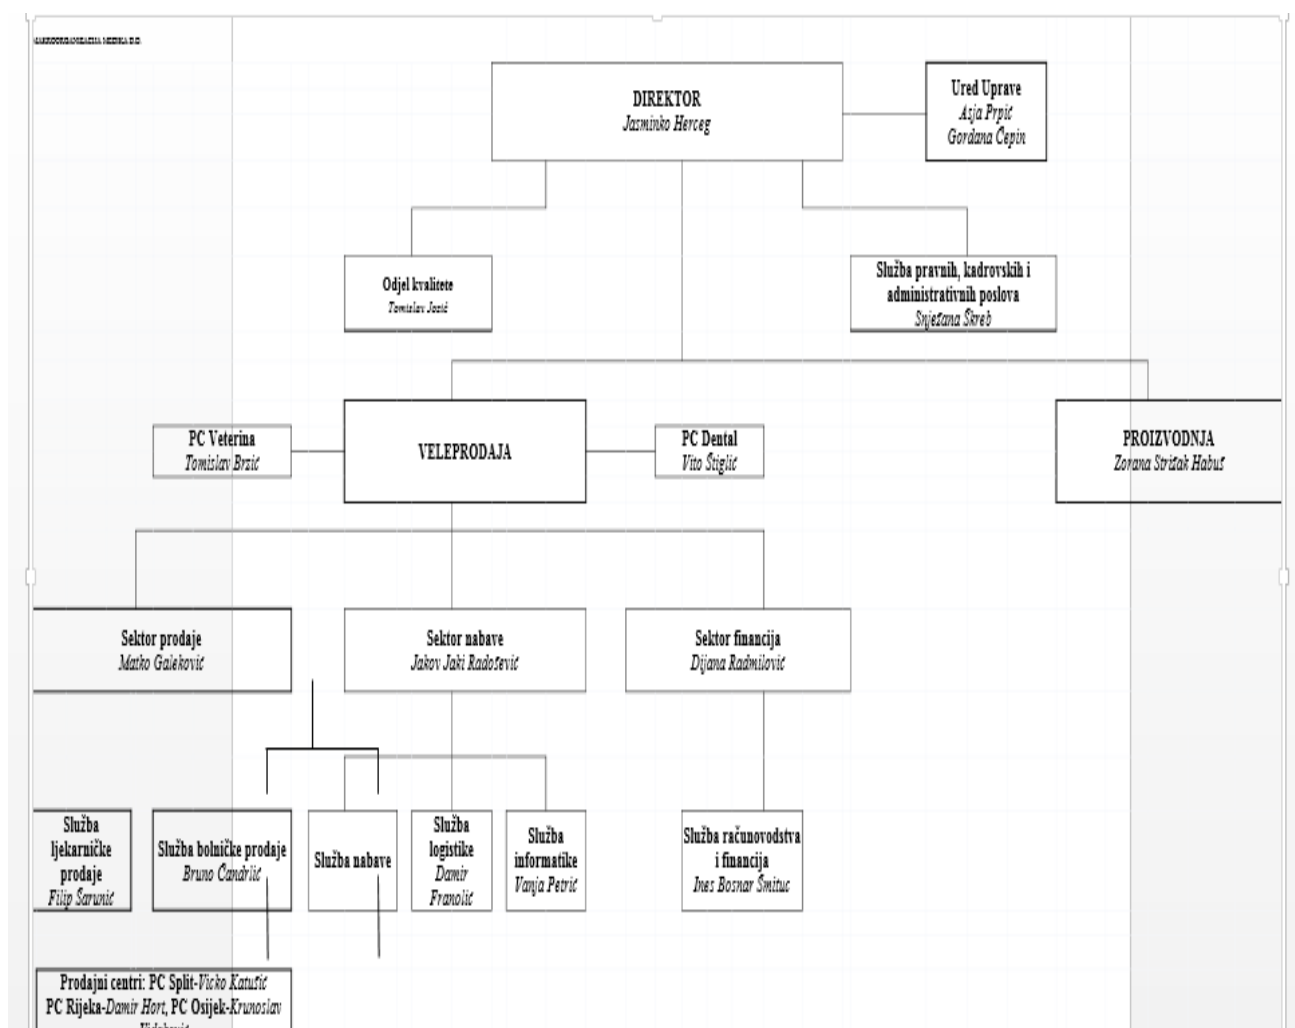 MAKROORGANIZACIJA MEDIKA D.D.
DIREKTOR
Jasminko Herceg
Ured Uprave
Asja Prpić
Gordana Čepin
Odjel kvalitete
Tomislav Jozić
Služba pravnih, kadrovskih i
administrativnih poslova
Snježana Škreb
PC Veterina
Tomislav Brzić
VELEPRODAJA
PC Dental
Vito Štiglić
PROIZVODNJA
Zorana Strižak Habuš
Sektor prodaje
Matko Galeković
Sektor nabave
Jakov Jaki Radošević
Sektor financija
Dijana Radmilović
Služba
ljekarničke
prodaje
Filip Šarunić
Služba bolničke prodaje
Bruno Čandrlić
Služba nabave
Služba
logistike
Damir
Franolić
Služba
informatike
Vanja Petrić
Služba računovodstva
i financija
Ines Bosnar Šmituc
Prodajni centri: PC Split-Vicko Katušić
PC Rijeka-Damir Hort, PC Osijek-Krunoslav